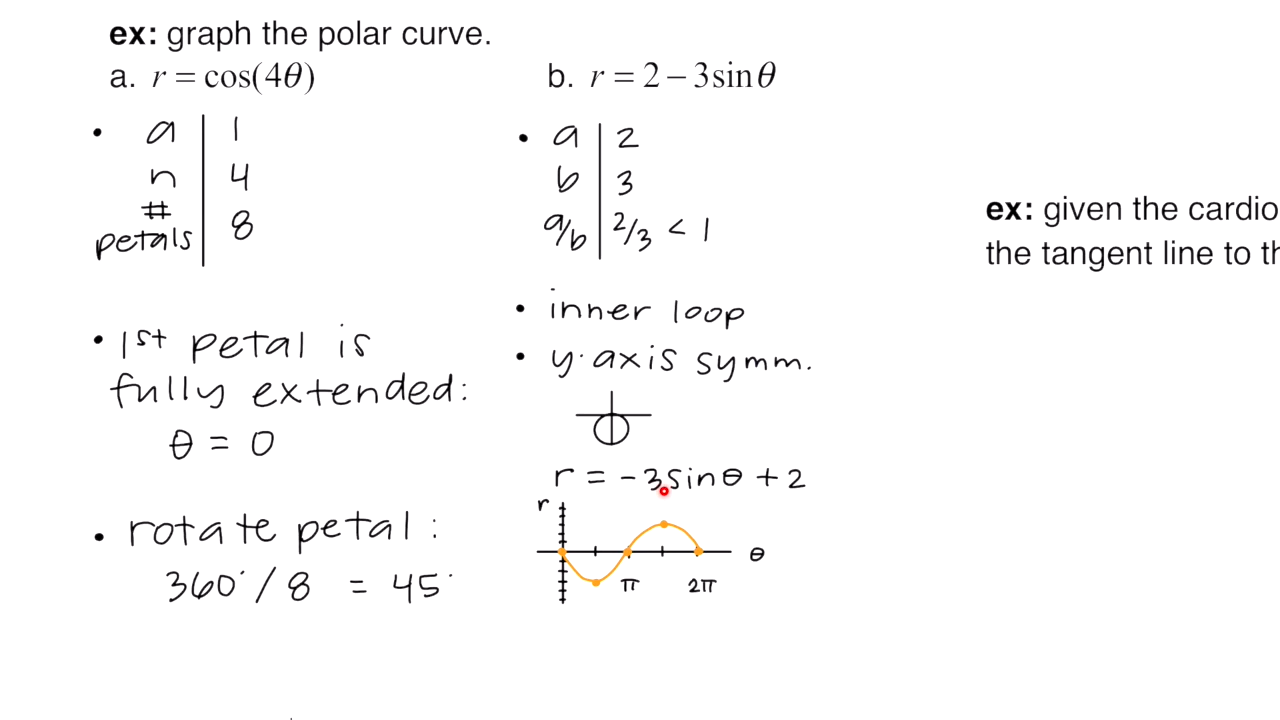 ex: graph the polar curve.
a. r = cos(4θ)
• a | 1
n | 4
# petals | 8
• 1st petal is
fully extended:
θ = 0
• rotate petal:
360° / 8 = 45°
b. r = 2 − 3sinθ
• a | 2
b | 3
a/b | 2/3 < 1
• inner loop
• y-axis symm.
r = -3sinθ + 2
r
θ
π 2π
ex: given the cardio
the tangent line to th